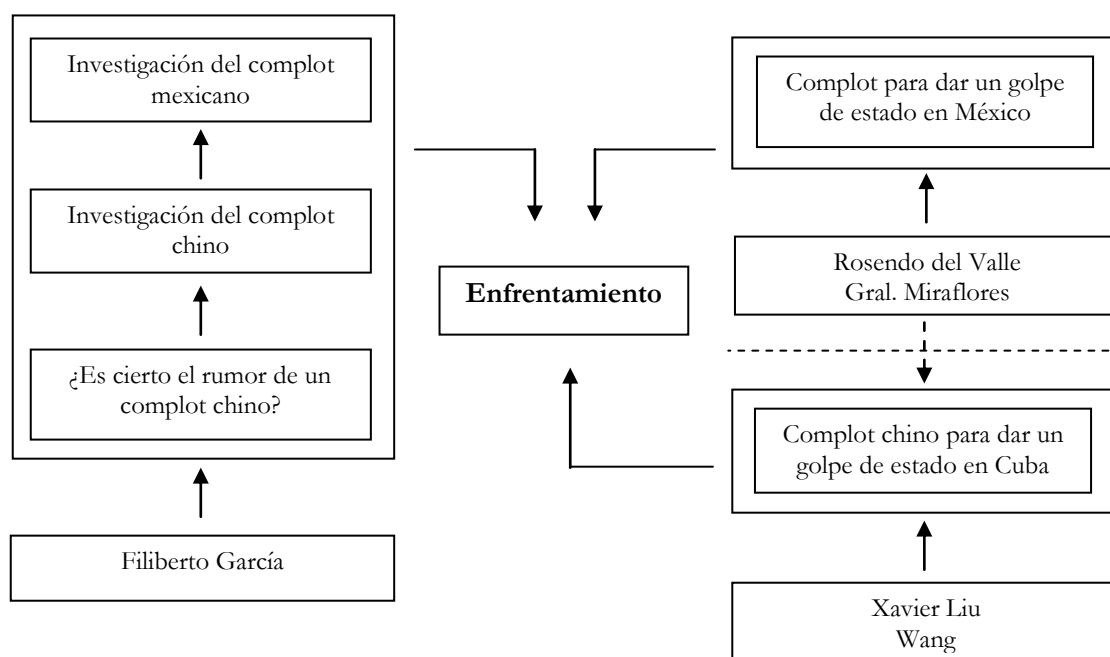 Investigación del complot
mexicano
Investigación del complot
chino
¿Es cierto el rumor de un
complot chino?
Filiberto García
Enfrentamiento
Complot para dar un golpe
de estado en México
Rosendo del Valle
Gral. Miraflores
Complot chino para dar un
golpe de estado en Cuba
Xavier Liu
Wang